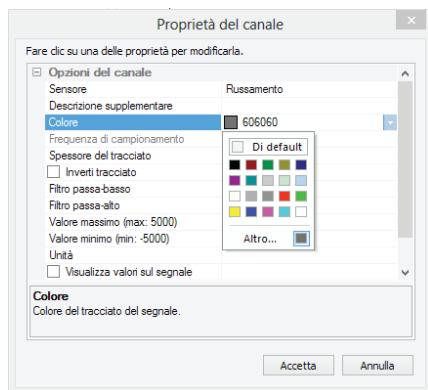 Proprietà del canale
Fare clic su una delle proprietà per modificarla.
Opzioni del canale
Sensore Russamento
Descrizione supplementare
Colore 606060
Frequenza di campionamento
Di default
Spessore del tracciato
Inverti tracciato
Filtro passa-basso
Filtro passa-alto
Valore massimo (max: 5000)
Valore minimo (min: -5000)
Altro...
Unità
Visualizza valori sul segnale
Colore
Colore del tracciato del segnale.
Accetta Annulla